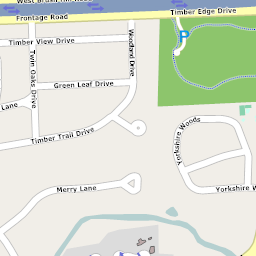 Frontage Road
Timber Edge Drive
P
Timber View Drive
Woodland Drive
Green Leaf Drive
Lane
Twin Oaks Drive
Timber Trail Drive
Yorkshire Woods
Merry Lane
Yorkshire W